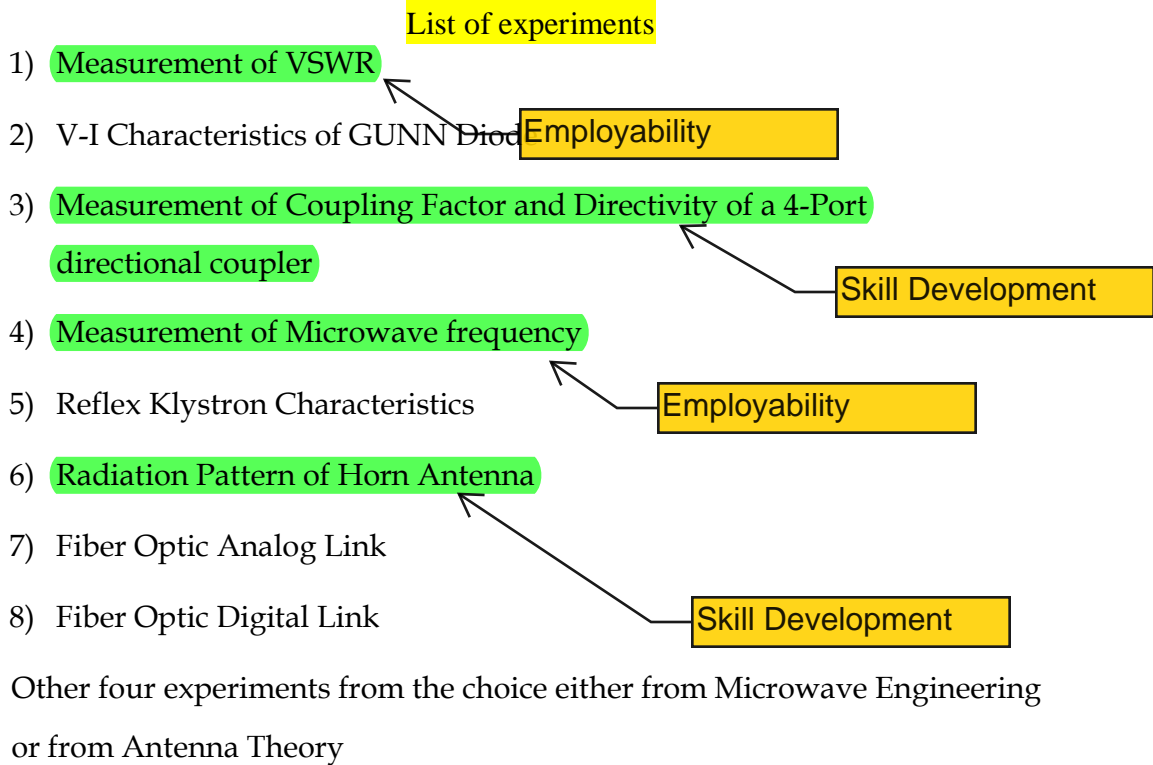 List of experiments
1) Measurement of VSWR
2) V-I Characteristics of GUNN Diode
Employability
3) Measurement of Coupling Factor and Directivity of a 4-Port
directional coupler
Skill Development
4) Measurement of Microwave frequency
5) Reflex Klystron Characteristics
Employability
6) Radiation Pattern of Horn Antenna
7) Fiber Optic Analog Link
8) Fiber Optic Digital Link
Skill Development
Other four experiments from the choice either from Microwave Engineering
or from Antenna Theory